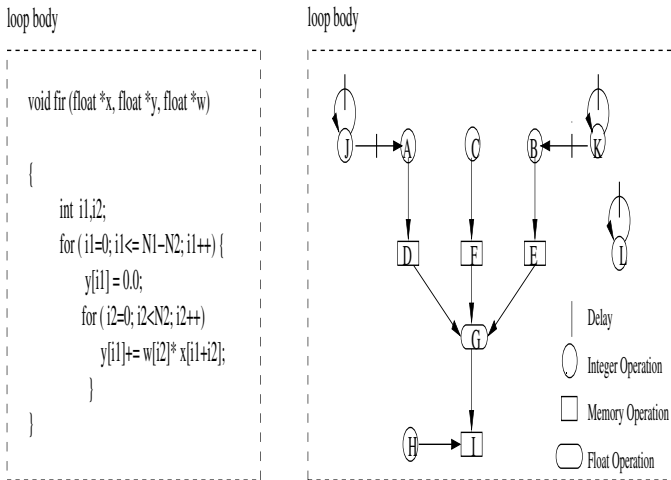 loop body
void fir (float *x, float *y, float *w)
{
int i1,i2;
for ( i1=0; i1<= N1−N2; i1++) {
y[i1] = 0.0;
for ( i2=0; i2<N2; i2++)
y[i1]+= w[i2]* x[i1+i2];
}
}
loop body
J A C B K
D F E L
G
H I
Delay
Integer Operation
Memory Operation
Float Operation